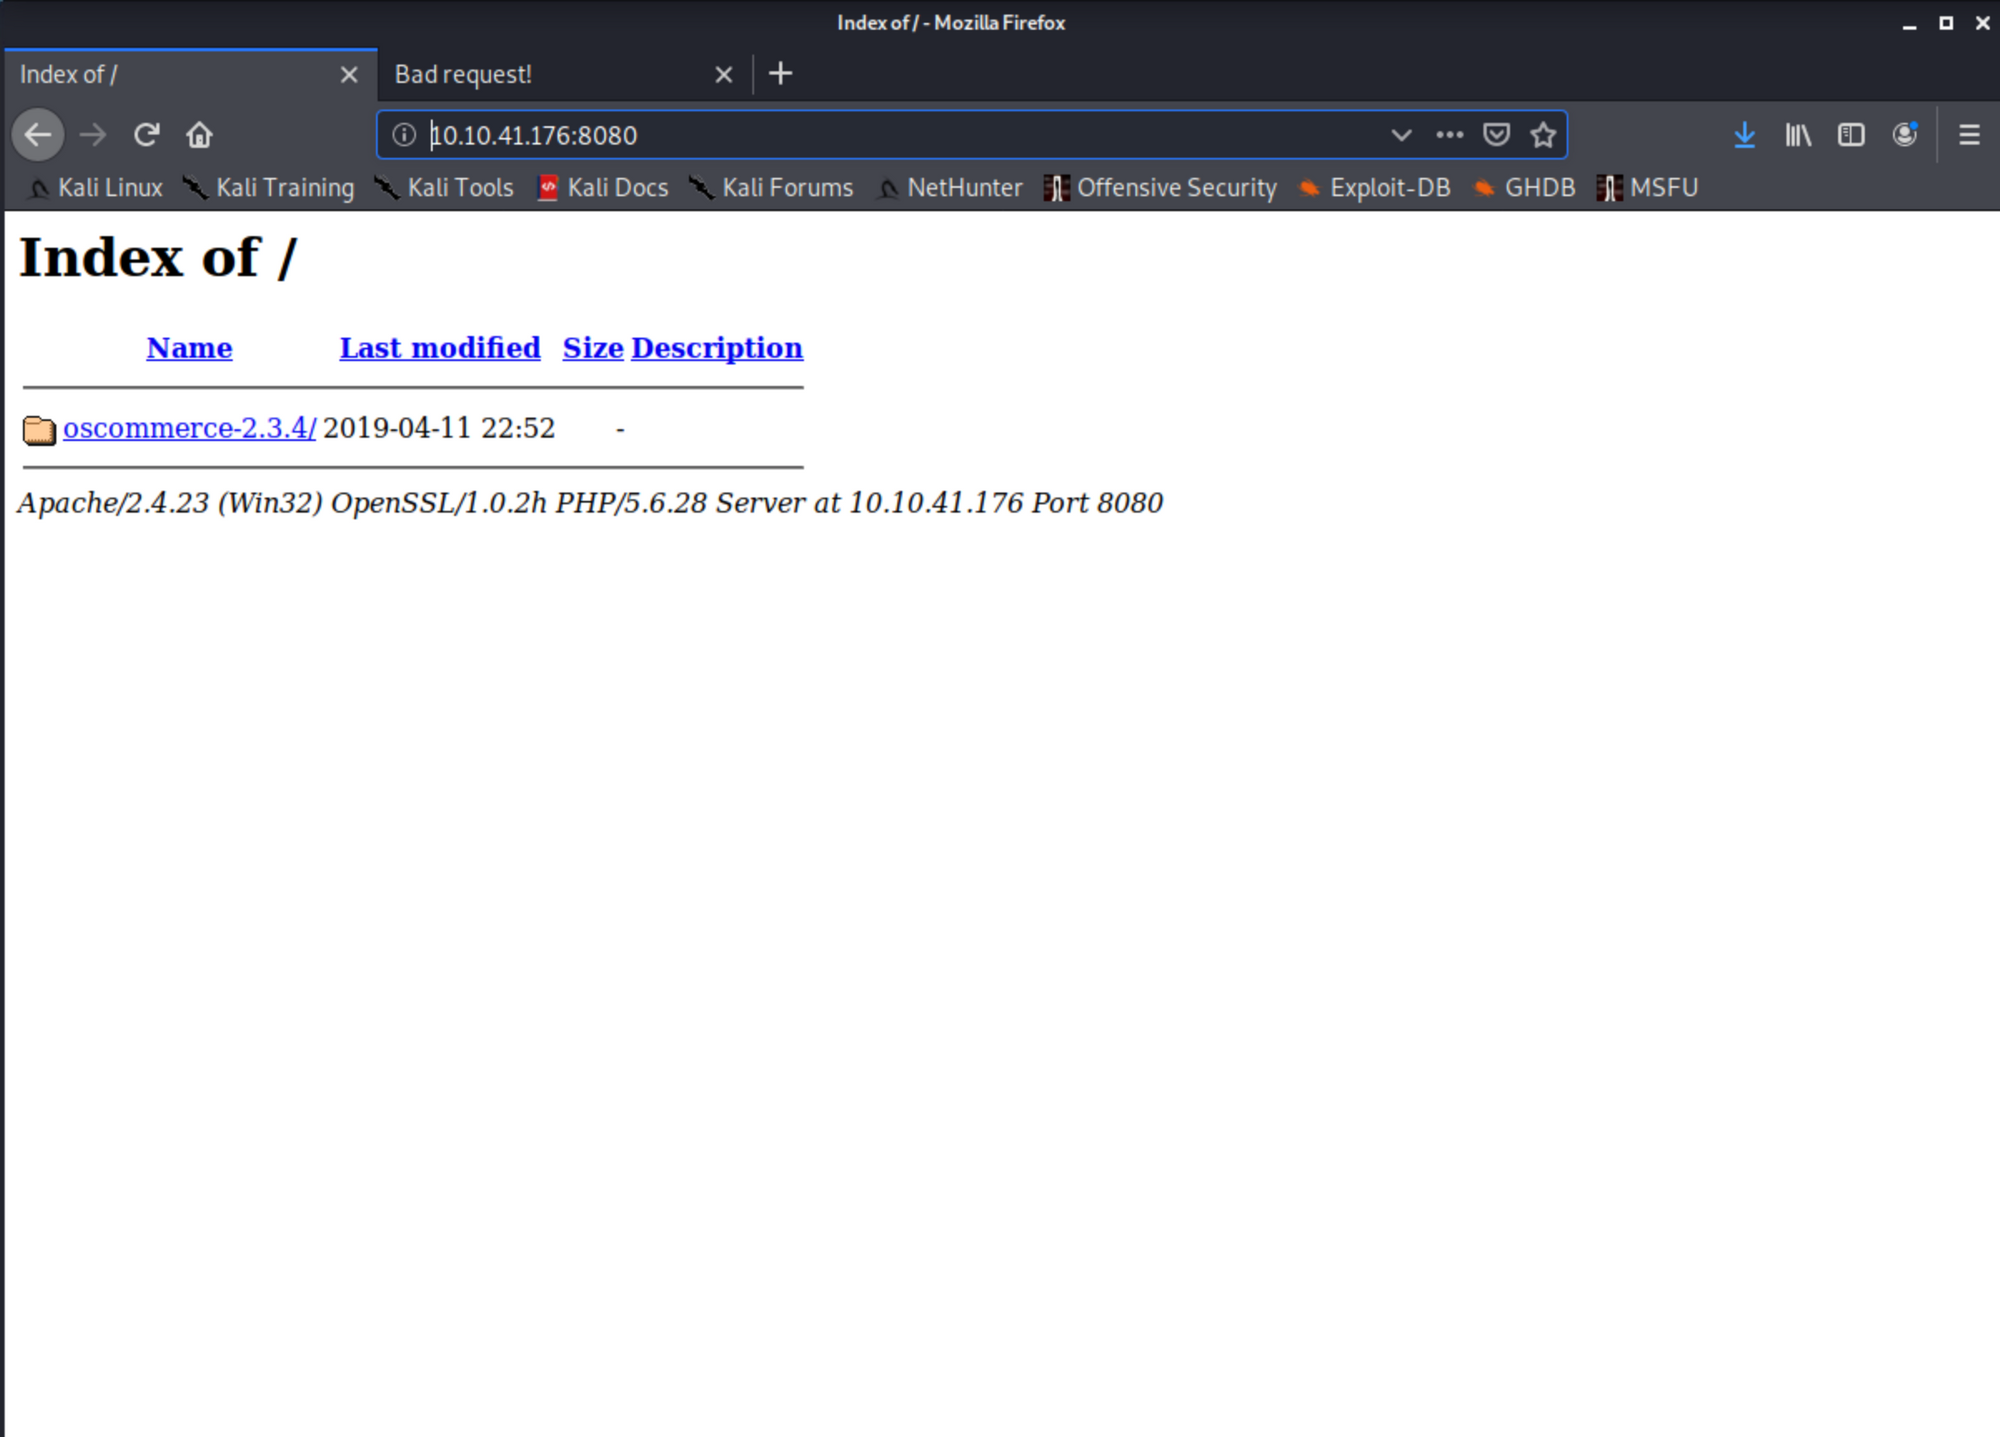 Index of / - Mozilla Firefox
Index of /
Bad request!
10.10.41.176:8080
Kali Linux Kali Training Kali Tools Kali Docs Kali Forums NetHunter Offensive Security Exploit-DB GHDB MSFU
Index of /
Name Last modified Size Description
oscommerce-2.3.4/ 2019-04-11 22:52 -
Apache/2.4.23 (Win32) OpenSSL/1.0.2h PHP/5.6.28 Server at 10.10.41.176 Port 8080